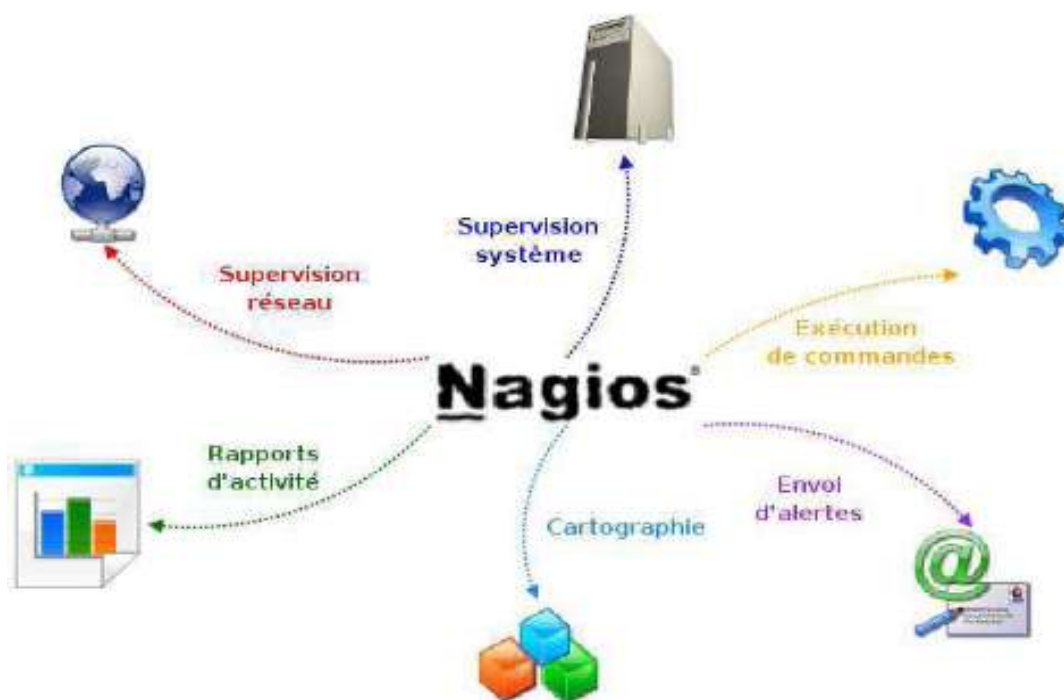 Supervision
système
Supervision
réseau
Exécution
de commandes
Nagios®
Rapports
d'activité
Envoi
d'alertes
Cartographie
@